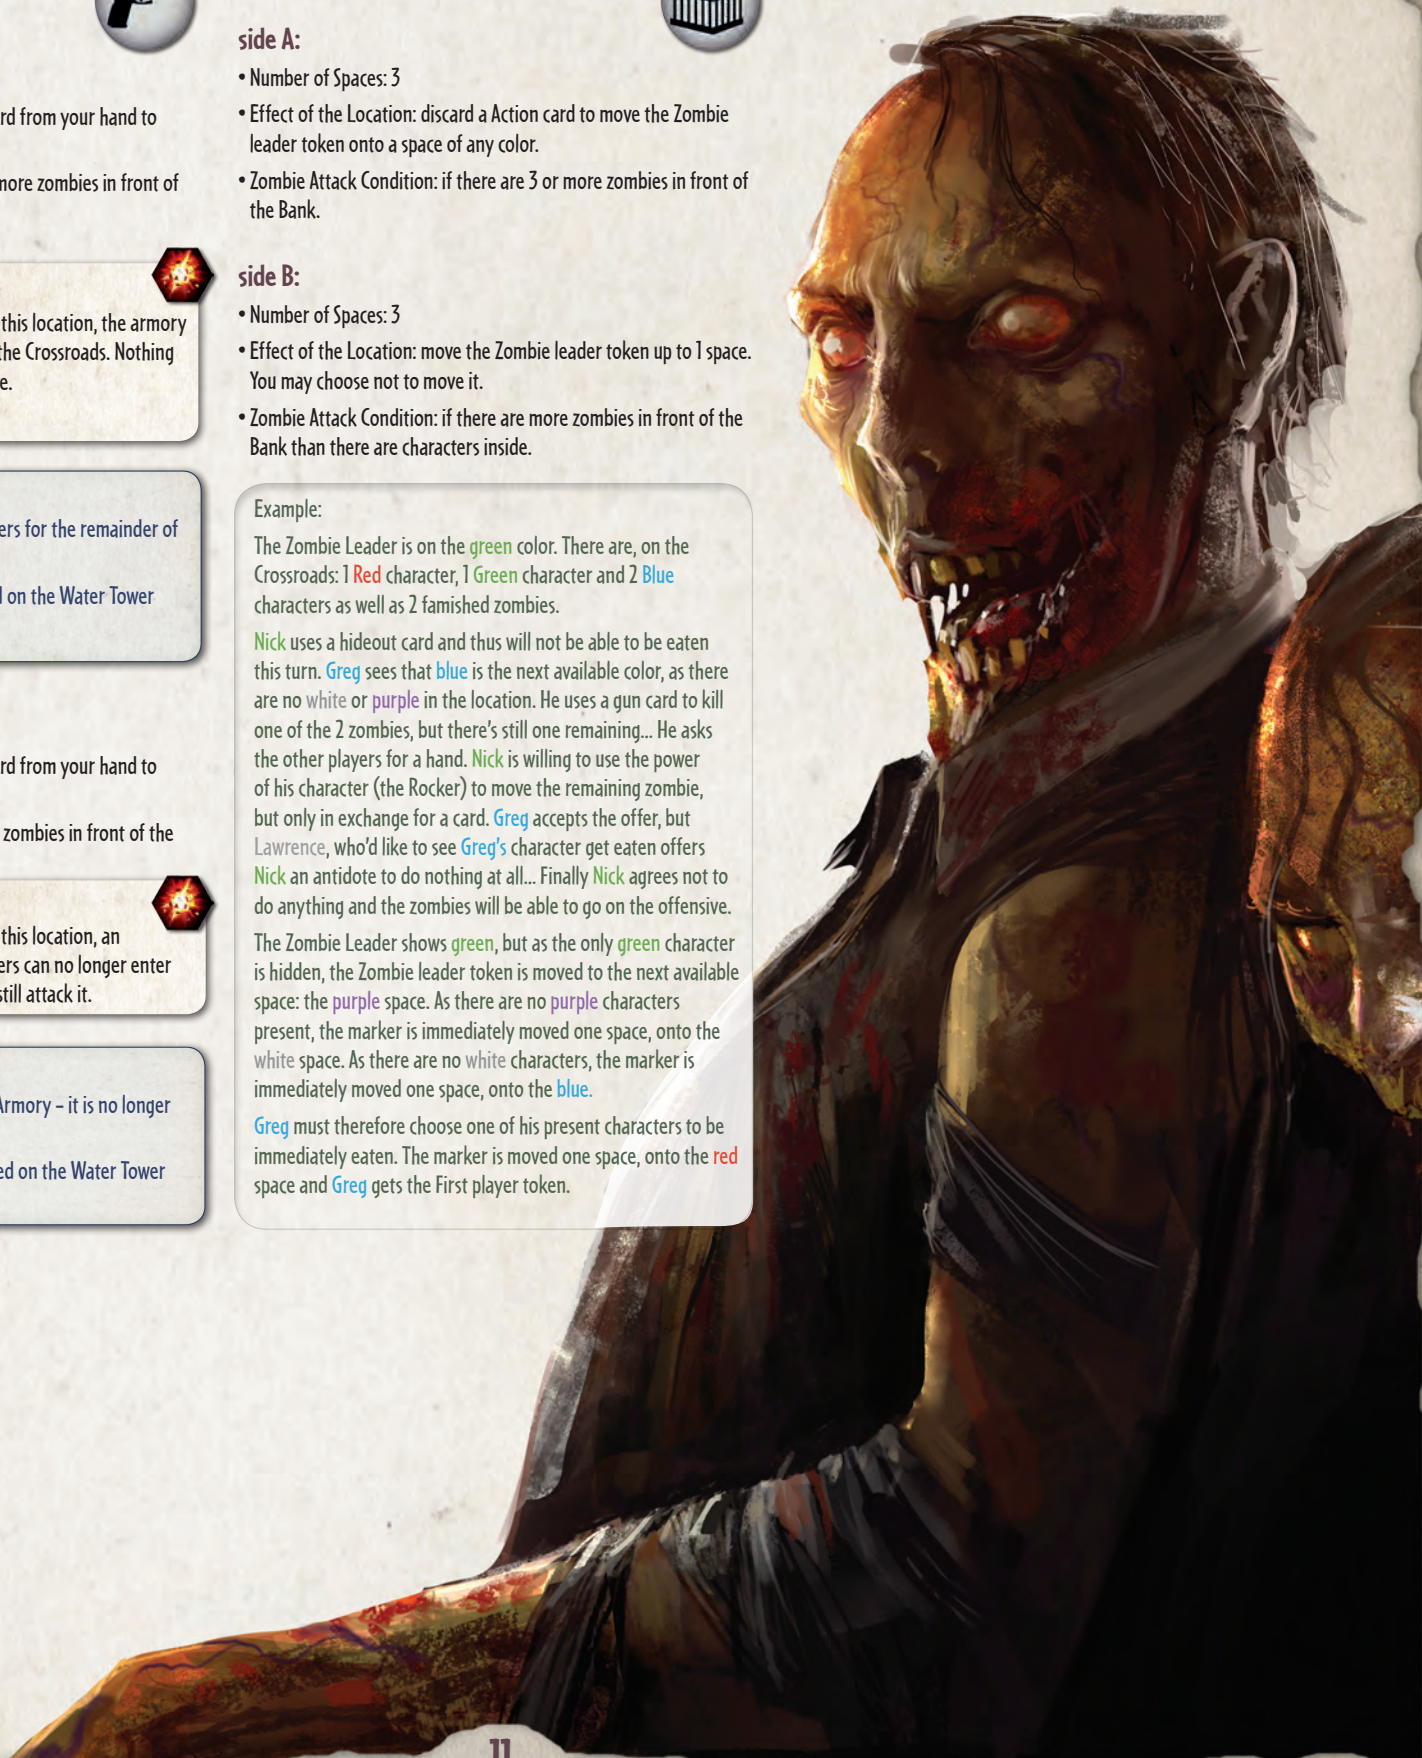 rd from your hand to
more zombies in front of
this location, the armory
the Crossroads. Nothing
e.
ers for the remainder of
on the Water Tower
rd from your hand to
zombies in front of the
this location, an
ers can no longer enter
still attack it.
Armory – it is no longer
ed on the Water Tower
side A:
• Number of Spaces: 3
• Effect of the Location: discard a Action card to move the Zombie
leader token onto a space of any color.
• Zombie Attack Condition: if there are 3 or more zombies in front of
the Bank.
side B:
• Number of Spaces: 3
• Effect of the Location: move the Zombie leader token up to 1 space.
You may choose not to move it.
• Zombie Attack Condition: if there are more zombies in front of the
Bank than there are characters inside.
Example:
The Zombie Leader is on the green color. There are, on the
Crossroads: 1 Red character, 1 Green character and 2 Blue
characters as well as 2 famished zombies.
Nick uses a hideout card and thus will not be able to be eaten
this turn. Greg sees that blue is the next available color, as there
are no white or purple in the location. He uses a gun card to kill
one of the 2 zombies, but there's still one remaining... He asks
the other players for a hand. Nick is willing to use the power
of his character (the Rocker) to move the remaining zombie,
but only in exchange for a card. Greg accepts the offer, but
Lawrence, who'd like to see Greg's character get eaten offers
Nick an antidote to do nothing at all... Finally Nick agrees not to
do anything and the zombies will be able to go on the offensive.
The Zombie Leader shows green, but as the only green character
is hidden, the Zombie leader token is moved to the next available
space: the purple space. As there are no purple characters
present, the marker is immediately moved one space, onto the
white space. As there are no white characters, the marker is
immediately moved one space, onto the blue.
Greg must therefore choose one of his present characters to be
immediately eaten. The marker is moved one space, onto the red
space and Greg gets the First player token.
11